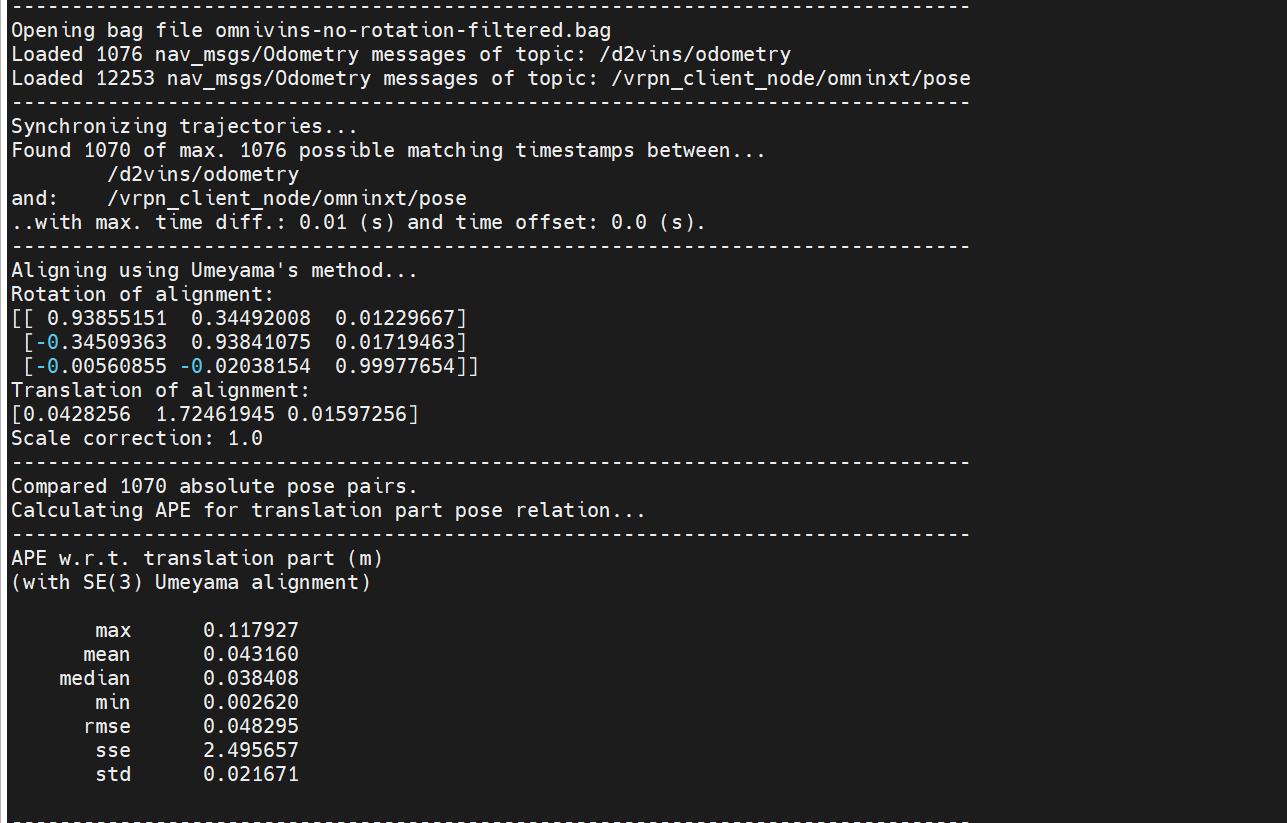 --------------------------------------------------------------------------------
Opening bag file omnivins-no-rotation-filtered.bag
Loaded 1076 nav_msgs/Odometry messages of topic: /d2vins/odometry
Loaded 12253 nav_msgs/Odometry messages of topic: /vrpn_client_node/omninxt/pose
--------------------------------------------------------------------------------
Synchronizing trajectories...
Found 1070 of max. 1076 possible matching timestamps between...
        /d2vins/odometry
and:    /vrpn_client_node/omninxt/pose
..with max. time diff.: 0.01 (s) and time offset: 0.0 (s).
--------------------------------------------------------------------------------
Aligning using Umeyama's method...
Rotation of alignment:
[[ 0.93855151  0.34492008  0.01229667]
 [-0.34509363  0.93841075  0.01719463]
 [-0.00560855 -0.02038154  0.99977654]]
Translation of alignment:
[0.0428256  1.72461945 0.01597256]
Scale correction: 1.0
--------------------------------------------------------------------------------
Compared 1070 absolute pose pairs.
Calculating APE for translation part pose relation...
--------------------------------------------------------------------------------
APE w.r.t. translation part (m)
(with SE(3) Umeyama alignment)

       max      0.117927
      mean      0.043160
    median      0.038408
       min      0.002620
      rmse      0.048295
       sse      2.495657
       std      0.021671

--------------------------------------------------------------------------------